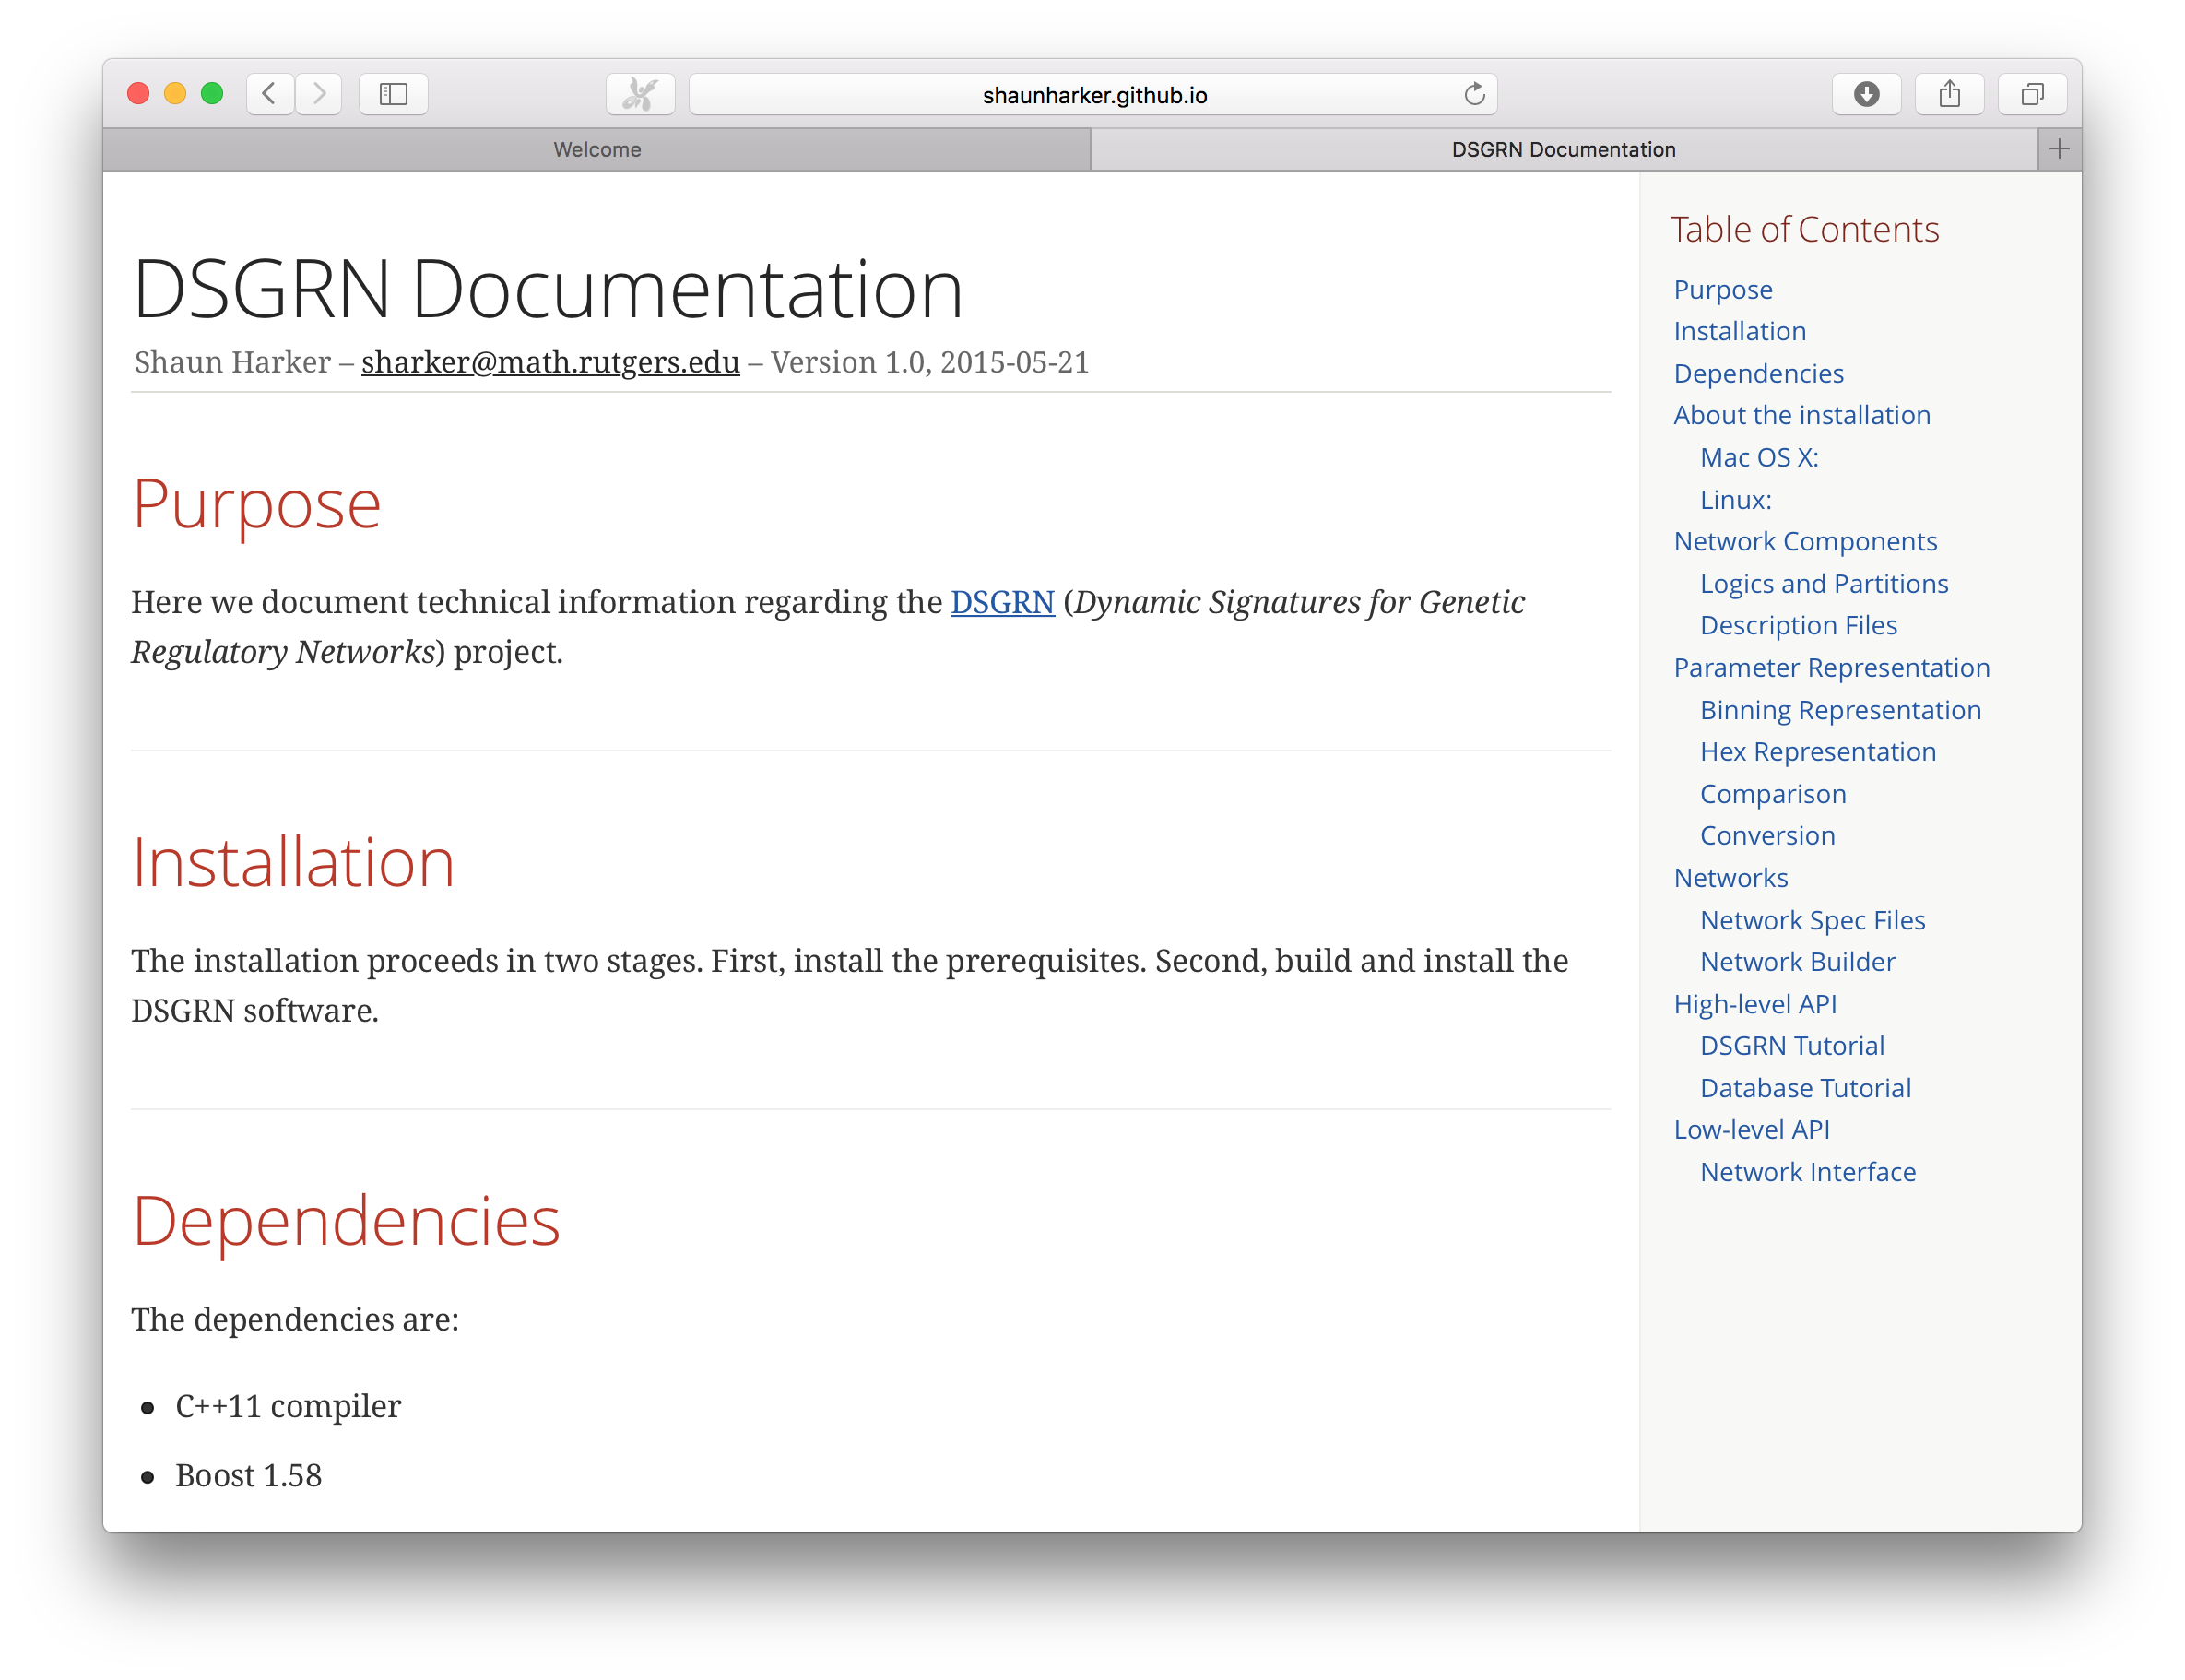 shaunharker.github.io
Welcome
DSGRN Documentation
DSGRN Documentation
Shaun Harker – sharker@math.rutgers.edu – Version 1.0, 2015-05-21
Purpose
Here we document technical information regarding the DSGRN (Dynamic Signatures for Genetic
Regulatory Networks) project.
Installation
The installation proceeds in two stages. First, install the prerequisites. Second, build and install the
DSGRN software.
Dependencies
The dependencies are:
• C++11 compiler
• Boost 1.58
Table of Contents
Purpose
Installation
Dependencies
About the installation
Mac OS X:
Linux:
Network Components
Logics and Partitions
Description Files
Parameter Representation
Binning Representation
Hex Representation
Comparison
Conversion
Networks
Network Spec Files
Network Builder
High-level API
DSGRN Tutorial
Database Tutorial
Low-level API
Network Interface